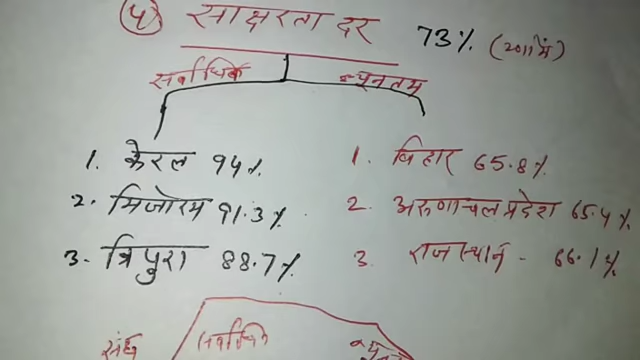 (५) साक्षरता दर 73% (2011 में)
सर्वाधिक न्यूनतम
1. केरल 94% 1. बिहार 65.8%
2. मिजोरम 91.3% 2. अरुणाचल प्रदेश 65.4%
3. त्रिपुरा 88.7% 3. राजस्थान - 66.1%
संघ सर्वाधिक